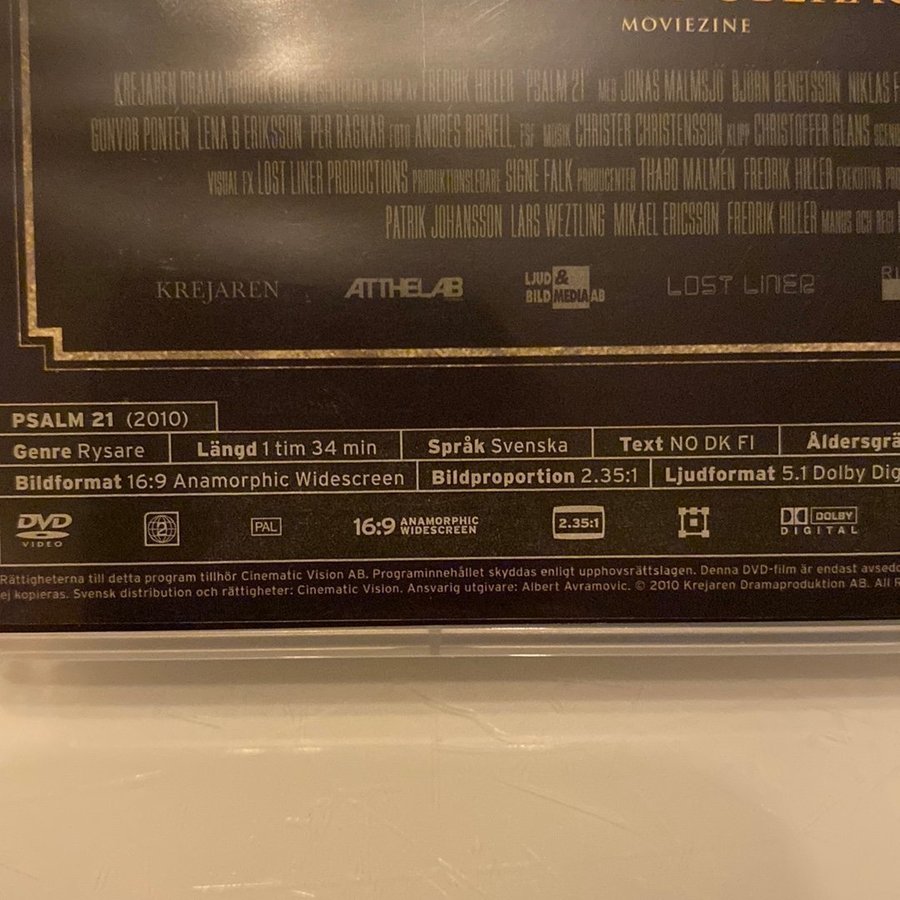 MOVIEZINE
KREJAREN DRAMAPRODUKTION EN FILM AV FREDRIK HILLER PSALM 21 MED JONAS MALMSJÖ BJÖRN BENGTSSON NIKLAS F
GUNVOR PONTÉN LENA B ERIKSSON PER RAGNAR FOTO ANDRES RIGNELL, FSF MUSIK CHRISTER CHRISTENSSON KLIPP CHRISTOFFER GLANS
VISUAL FX LOST LINER PRODUCTIONS PRODUKTIONSLEDARE SIGNE FALK PRODUCENTER THABO MALMÉN FREDRIK HILLER EXEKUTIVA
PATRIK JOHANSSON LARS WEZTLING MIKAEL ERICSSON FREDRIK HILLER MANUS OCH REGI
KREJAREN ATTHELAB LJUD & BILD MEDIA AB LOST LINER
PSALM 21 (2010)
Genre Rysare Längd 1 tim 34 min Språk Svenska Text NO DK FI Åldersgrä
Bildformat 16:9 Anamorphic Widescreen Bildproportion 2.35:1 Ljudformat 5.1 Dolby Dig
DVD VIDEO 2 PAL 16:9 ANAMORPHIC WIDESCREEN 2.35:1 DOLBY DIGITAL
Rättigheterna till detta program tillhör Cinematic Vision AB. Programinnehållet skyddas enligt upphovsrättslagen. Denna DVD-film är endast avsedd
ej kopieras. Svensk distribution och rättigheter: Cinematic Vision. Ansvarig utgivare: Albert Avramovic. © 2010 Krejaren Dramaproduktion AB. All R